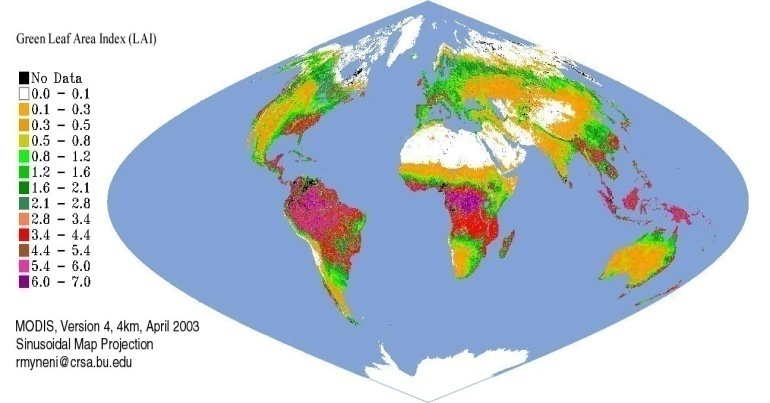 Green Leaf Area Index (LAI)
No Data
0.0 - 0.1
0.1 - 0.3
0.3 - 0.5
0.5 - 0.8
0.8 - 1.2
1.2 - 1.6
1.6 - 2.1
2.1 - 2.8
2.8 - 3.4
3.4 - 4.4
4.4 - 5.4
5.4 - 6.0
6.0 - 7.0
MODIS, Version 4, 4km, April 2003
Sinusoidal Map Projection
rmyneni@crsa.bu.edu